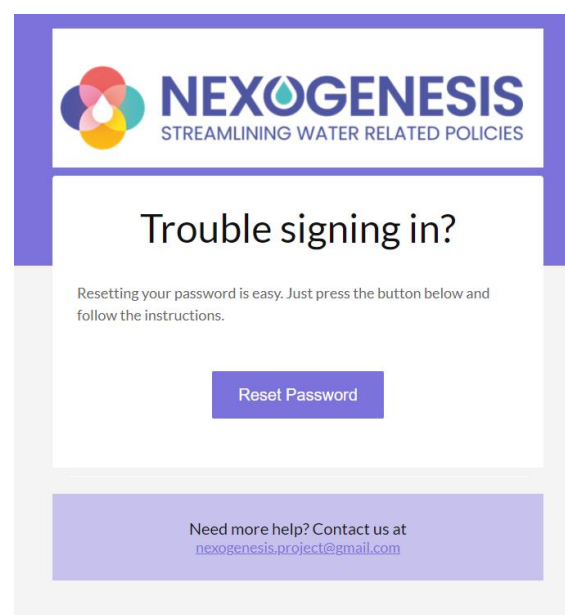 NEXOGENESIS
STREAMLINING WATER RELATED POLICIES
Trouble signing in?
Resetting your password is easy. Just press the button below and
follow the instructions.
Reset Password
Need more help? Contact us at
nexogenesis.project@gmail.com